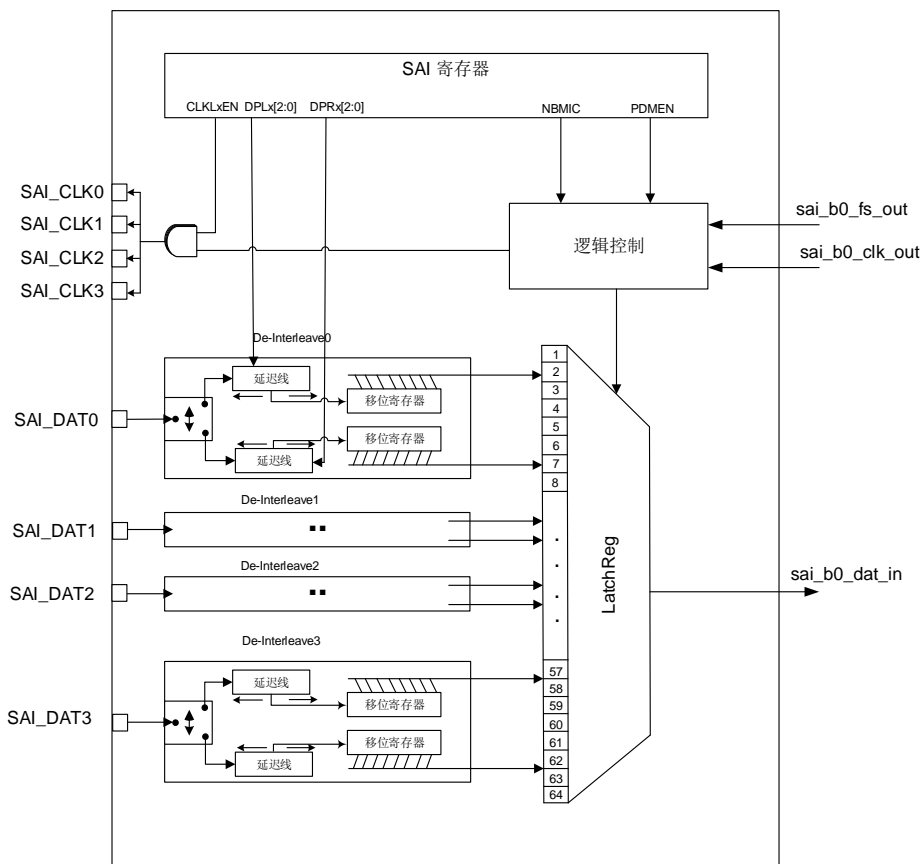 SAI 寄存器
CLKLxEN DPLx[2:0] DPRx[2:0] NBMIC PDMEN
SAI_CLK0
SAI_CLK1
SAI_CLK2
SAI_CLK3
逻辑控制
sai_b0_fs_out
sai_b0_clk_out
De-Interleave0
延迟线
移位寄存器
SAI_DAT0
移位寄存器
延迟线
De-Interleave1
SAI_DAT1
De-Interleave2
SAI_DAT2
De-Interleave3
延迟线
移位寄存器
SAI_DAT3
移位寄存器
延迟线
1
2
3
4
5
6
7
8
57
58
59
60
61
62
63
64
LatchReg
sai_b0_dat_in